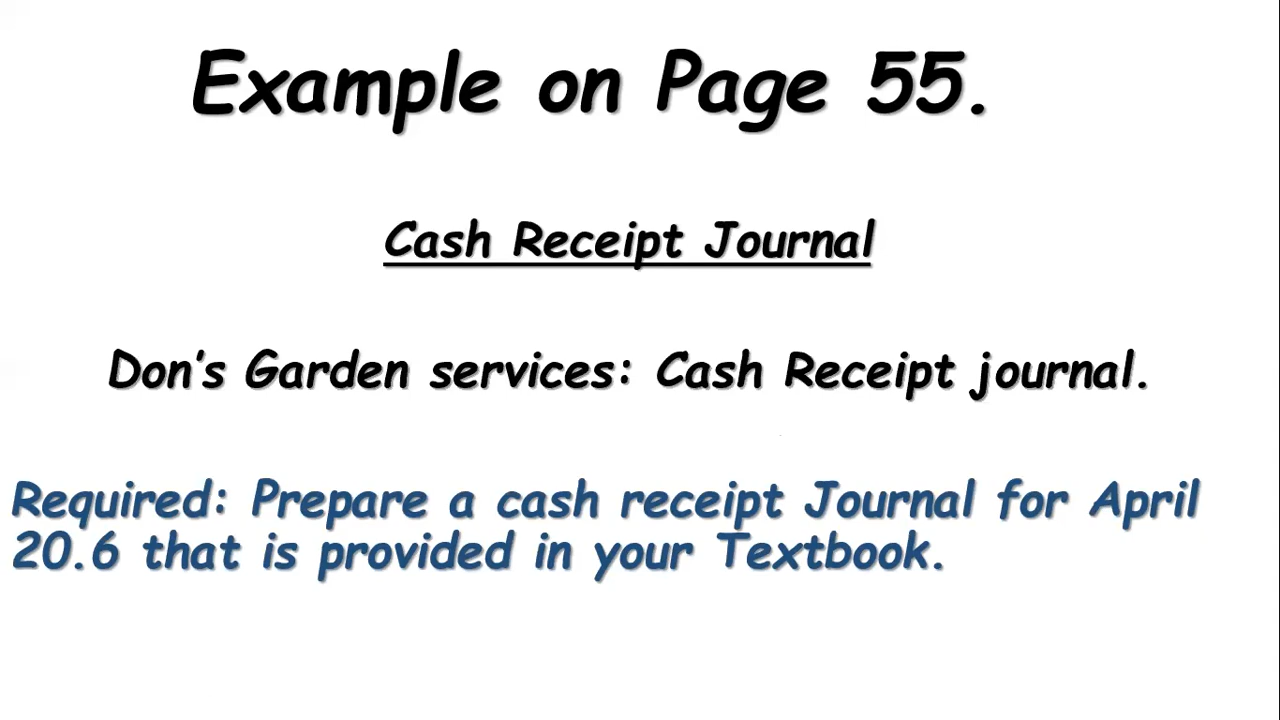 Example on Page 55.
Cash Receipt Journal
Don's Garden services: Cash Receipt journal.
Required: Prepare a cash receipt Journal for April
20.6 that is provided in your Textbook.